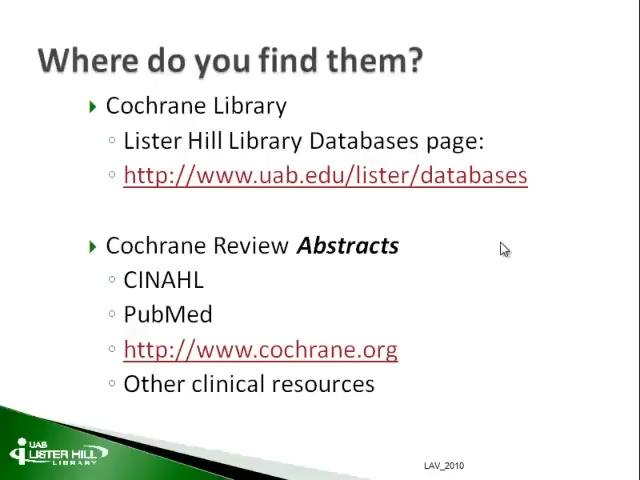 Where do you find them?
Cochrane Library
Lister Hill Library Databases page:
http://www.uab.edu/lister/databases
Cochrane Review Abstracts
CINAHL
PubMed
http://www.cochrane.org
Other clinical resources
UAB
LISTER HILL
LIBRARY
LAV_2010